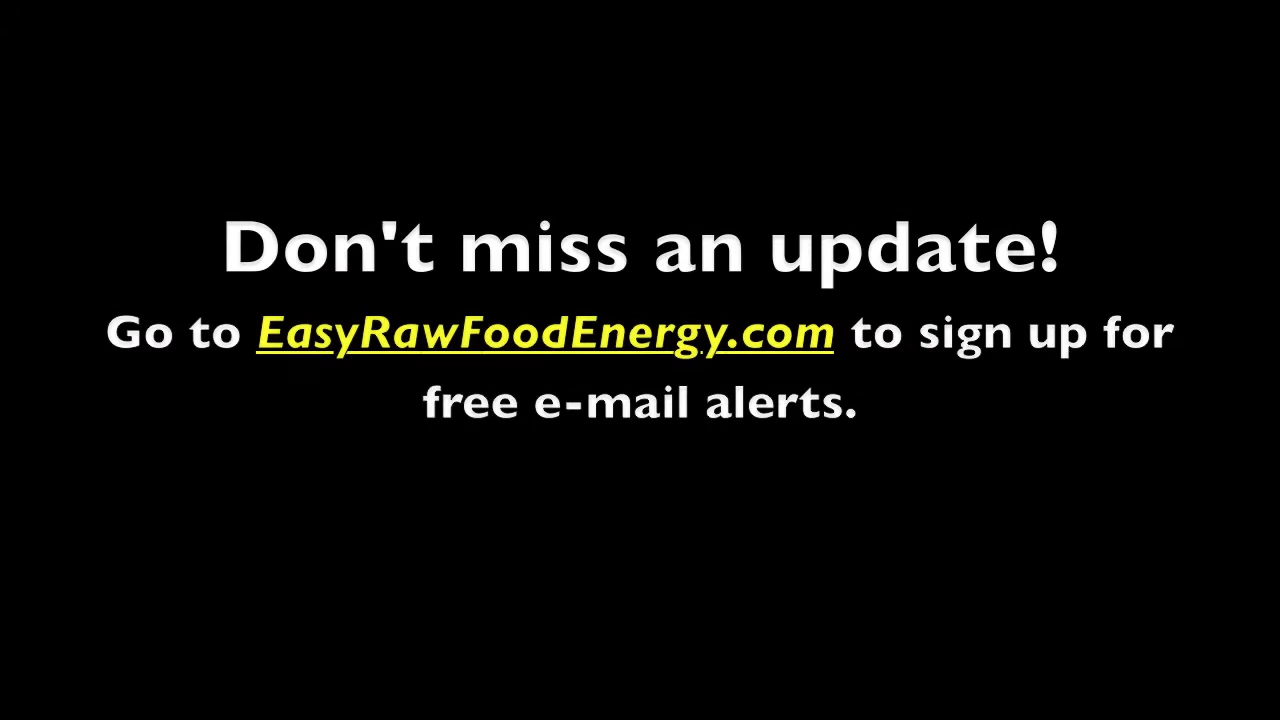 Don't miss an update!
Go to EasyRawFoodEnergy.com to sign up for
free e-mail alerts.